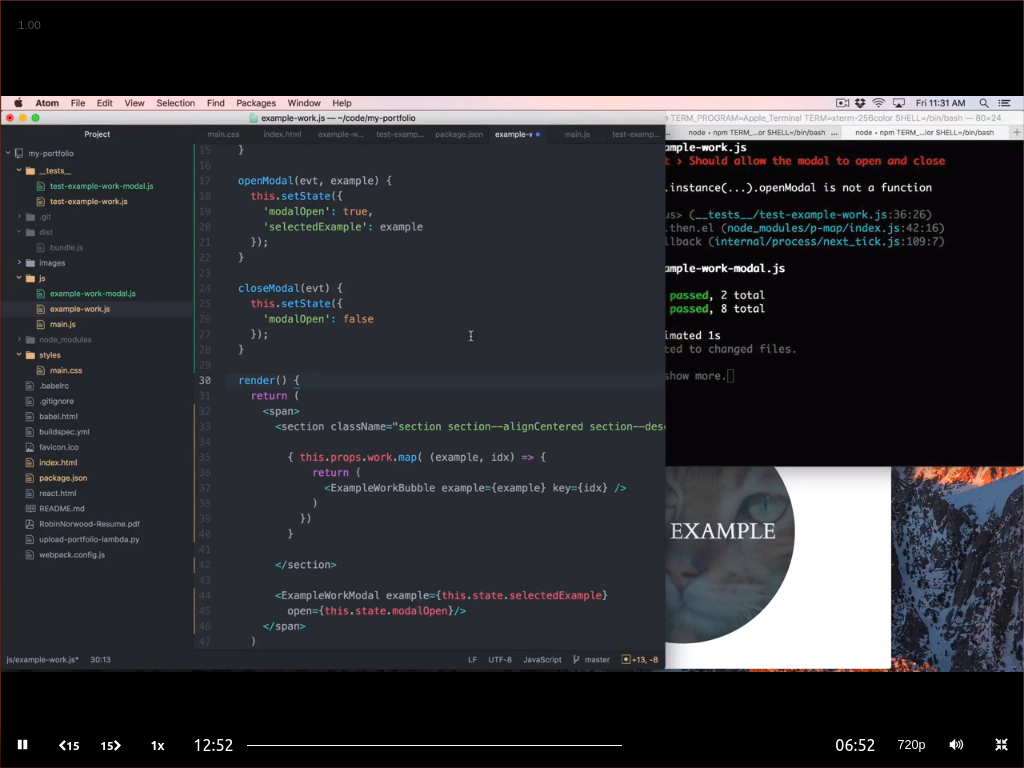 1.00
Atom File Edit View Selection Find Packages Window Help
Fri 11:31 AM
example-work.js — ~/code/my-portfolio
TERM_PROGRAM=Apple_Terminal TERM=xterm-256color SHELL=/bin/bash — 80×24
Project
main.css index.html example-w... test-examp... package.json example-w main.js test-examp...
node • npm TERM_...or SHELL=/bin/bash ... node • npm TERM_...lor SHELL=/bin/bash +
my-portfolio
__tests__
test-example-work-modal.js
test-example-work.js
.git
dist
bundle.js
images
js
example-work-modal.js
example-work.js
main.js
node_modules
styles
main.css
.babelrc
.gitignore
babel.html
buildspec.yml
favicon.ico
index.html
package.json
react.html
README.md
RobinNorwood-Resume.pdf
upload-portfolio-lambda.py
webpack.config.js
15 }
16
17 openModal(evt, example) {
18 this.setState({
19 'modalOpen': true,
20 'selectedExample': example
21 });
22 }
23
24 closeModal(evt) {
25 this.setState({
26 'modalOpen': false
27 });
28 }
29
30 render() {
31 return (
32 <span>
33 <section className="section section--alignCentered section--des
34
35 { this.props.work.map( (example, idx) => {
36 return (
37 <ExampleWorkBubble example={example} key={idx} />
38 )
39 })
40 }
41
42 </section>
43
44 <ExampleWorkModal example={this.state.selectedExample}
45 open={this.state.modalOpen}/>
46 </span>
47 )
ample-work.js
t › Should allow the modal to open and close
.instance(...).openModal is not a function
us> (__tests__/test-example-work.js:36:26)
.then.el (node_modules/p-map/index.js:42:16)
llback (internal/process/next_tick.js:109:7)
ample-work-modal.js
passed, 2 total
passed, 8 total
imated 1s
ted to changed files.
show more.
EXAMPLE
js/example-work.js* 30:13 LF UTF-8 JavaScript master +13, -8
15 15 1x 12:52 06:52 720p